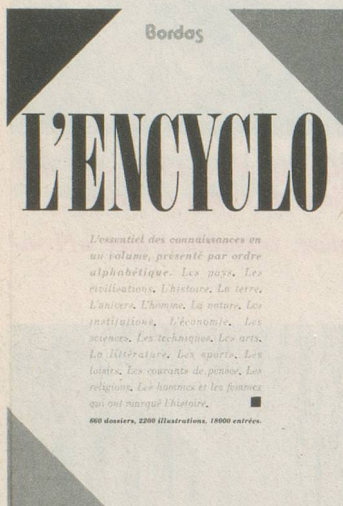 Bordas
L'ENCYCLO
L'essentiel des connaissances en
un volume, présenté par ordre
alphabétique. Les pays. Les
civilisations. L'histoire. La terre.
L'univers. L'homme. La nature. Les
institutions. L'économie. Les
sciences. Les techniques. Les arts.
La littérature. Les sports. Les
loisirs. Les courants de pensée. Les
religions. Les hommes et les femmes
qui ont marqué l'histoire.
660 dossiers, 2200 illustrations, 18000 entrées.